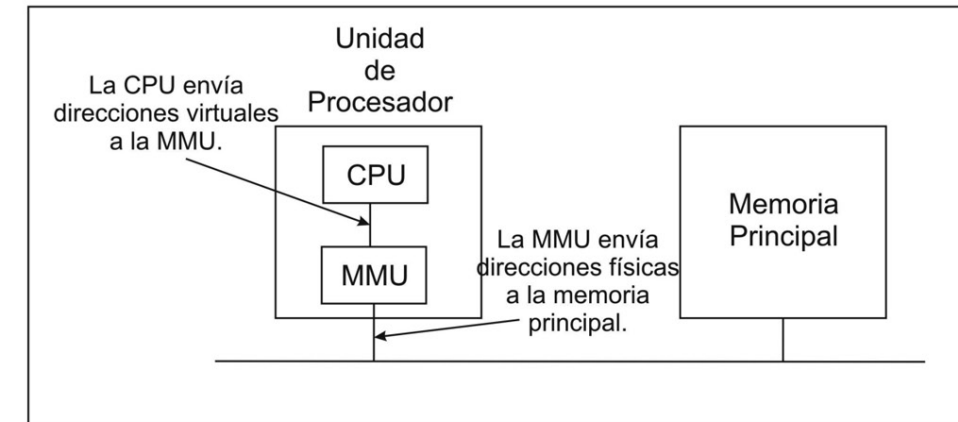 Unidad
de
Procesador
La CPU envía
direcciones virtuales
a la MMU.
CPU
MMU
La MMU envía
direcciones físicas
a la memoria
principal.
Memoria
Principal